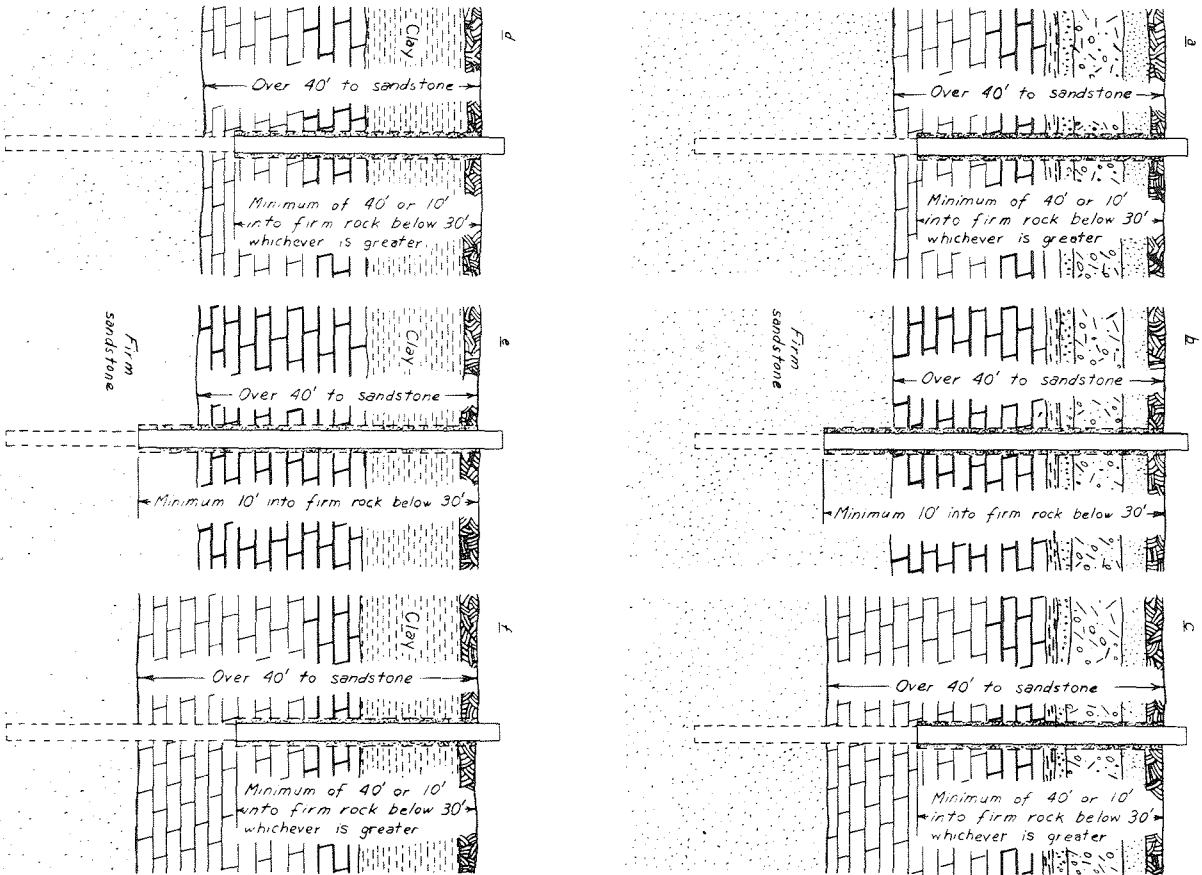 a
Over 40' to sandstone
Minimum of 40' or 10'
into firm rock below 30'
whichever is greater
b
Over 40' to sandstone
Firm
sandstone
Minimum 10' into firm rock below 30'
c
Over 40' to sandstone
Minimum of 40' or 10'
into firm rock below 30'
whichever is greater
d
Clay
Over 40' to sandstone
Minimum of 40' or 10'
into firm rock below 30'
whichever is greater
e
Clay
Over 40' to sandstone
Firm
sandstone
Minimum 10' into firm rock below 30'
f
Clay
Over 40' to sandstone
Minimum of 40' or 10'
into firm rock below 30'
whichever is greater